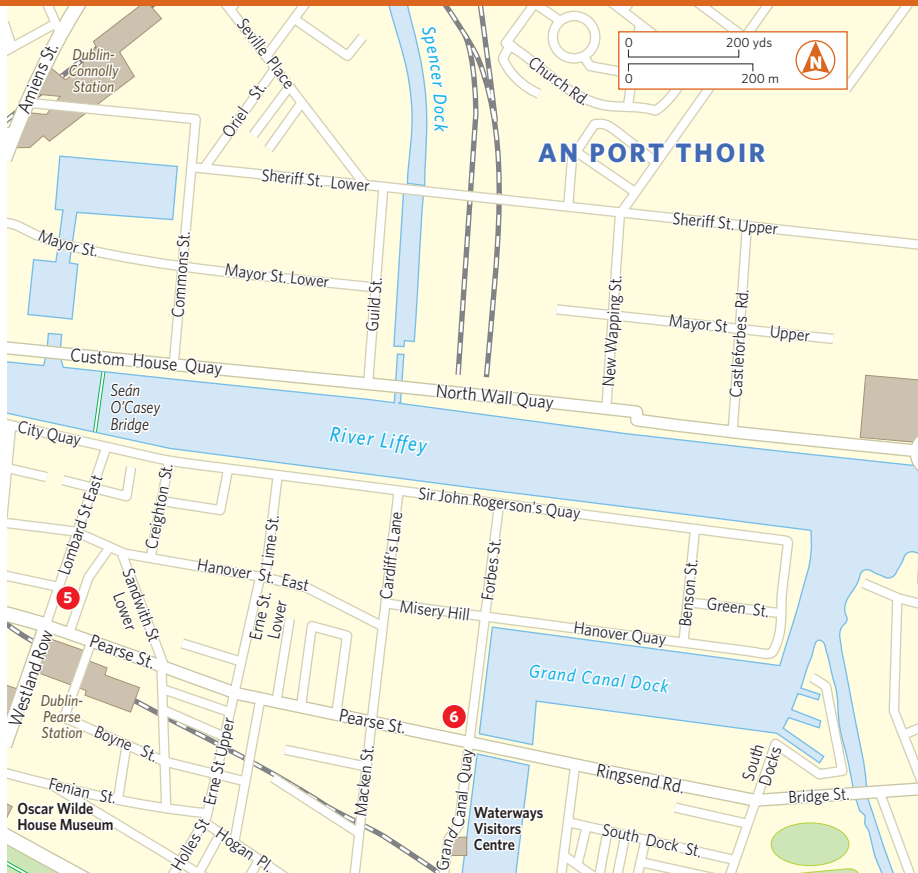 Amiens St.
Dublin-
Connolly
Station
Seville Place
Oriel St.
Spencer Dock
Church Rd.
0 200 yds
0 200 m
N
AN PORT THOIR
Sheriff St. Lower
Sheriff St. Upper
Mayor St.
Commons St.
Mayor St. Lower
Guild St.
New Wapping St.
Mayor St Upper
Castleforbes Rd.
Custom House Quay
North Wall Quay
Seán
O'Casey
Bridge
River Liffey
City Quay
Sir John Rogerson's Quay
Lombard St East
Creighton St.
Lime St.
Cardiff's Lane
Forbes St.
Benson St.
Green St.
Hanover St. East
Misery Hill
Hanover Quay
Sandwith St
Lower
Erne St.
Lower
5
Westland Row
Pearse St.
Grand Canal Dock
Dublin-
Pearse
Station
6
Pearse St.
Boyne St.
Erne St Upper
Macken St.
Grand Canal Quay
Ringsend Rd.
South
Docks
Bridge St.
Fenian St.
Oscar Wilde
House Museum
Holles St
Hogan Pl.
Waterways
Visitors
Centre
South Dock St.